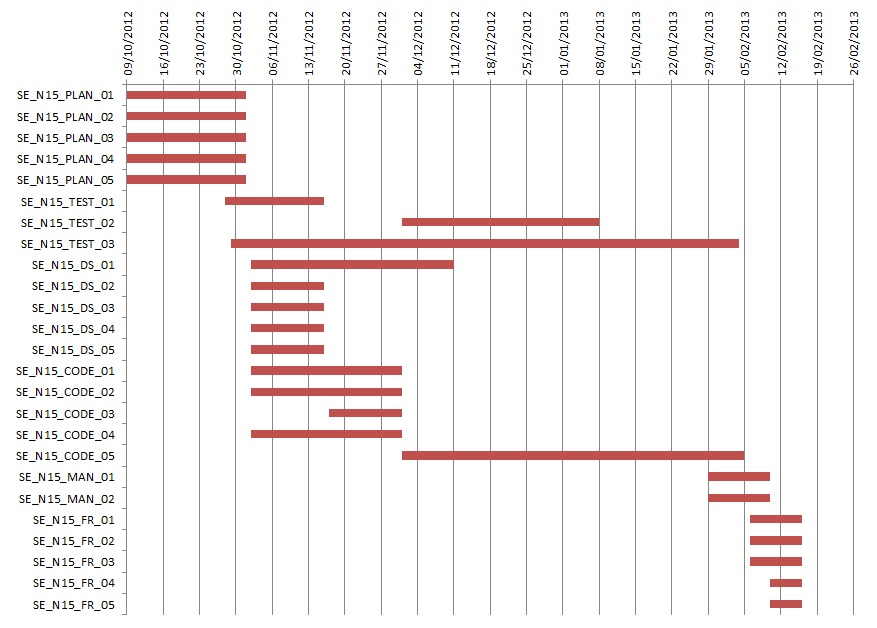 09/10/2012
16/10/2012
23/10/2012
30/10/2012
06/11/2012
13/11/2012
20/11/2012
27/11/2012
04/12/2012
11/12/2012
18/12/2012
25/12/2012
01/01/2013
08/01/2013
15/01/2013
22/01/2013
29/01/2013
05/02/2013
12/02/2013
19/02/2013
26/02/2013
SE_N15_PLAN_01
SE_N15_PLAN_02
SE_N15_PLAN_03
SE_N15_PLAN_04
SE_N15_PLAN_05
SE_N15_TEST_01
SE_N15_TEST_02
SE_N15_TEST_03
SE_N15_DS_01
SE_N15_DS_02
SE_N15_DS_03
SE_N15_DS_04
SE_N15_DS_05
SE_N15_CODE_01
SE_N15_CODE_02
SE_N15_CODE_03
SE_N15_CODE_04
SE_N15_CODE_05
SE_N15_MAN_01
SE_N15_MAN_02
SE_N15_FR_01
SE_N15_FR_02
SE_N15_FR_03
SE_N15_FR_04
SE_N15_FR_05